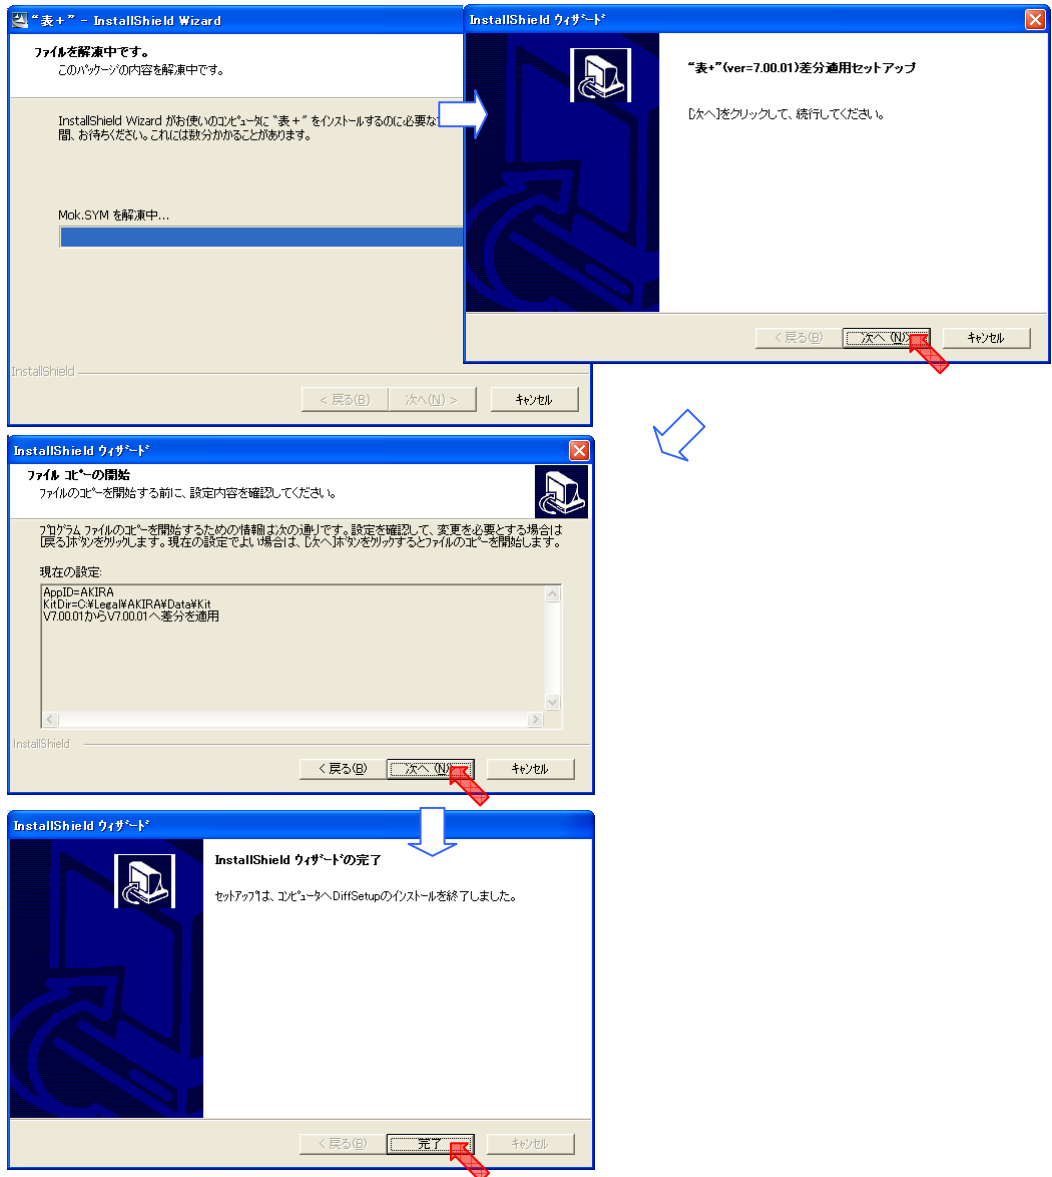 “表+” - InstallShield Wizard
ファイルを解凍中です。
このパッケージの内容を解凍中です。
InstallShield Wizard がお使いのコンピュータに “表+” をインストールするのに必要な
間、お待ちください。これには数分かかることがあります。
Mok.SYM を解凍中...
InstallShield
< 戻る(B)
次へ(N) >
キャンセル
InstallShield ウィザード
“表+”(ver=7.00.01)差分適用セットアップ
[次へ]をクリックして、続行してください。
< 戻る(B)
次へ (N)>
キャンセル
InstallShield ウィザード
ファイル コピーの開始
ファイルのコピーを開始する前に、設定内容を確認してください。
プログラム ファイルのコピーを開始するための情報は次の通りです。設定を確認して、変更を必要とする場合は
[戻る]ボタンをクリックします。現在の設定でよい場合は、[次へ]ボタンをクリックするとファイルのコピーを開始します。
現在の設定:
AppID=AKIRA
KitDir=C:¥Legal¥AKIRA¥Data¥Kit
V7.00.01からV7.00.01へ差分を適用
InstallShield
< 戻る(B)
次へ (N)
キャンセル
InstallShield ウィザード
InstallShield ウィザードの完了
セットアップは、コンピュータへDiffSetupのインストールを終了しました。
< 戻る(B)
完了
キャンセル